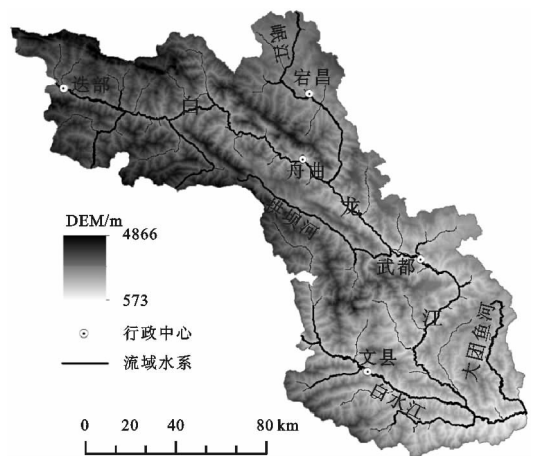 岷江
宕昌
迭部
白
舟曲
龙
拱坝河
武都
江
大团鱼河
文县
白水江
DEM/m
4866
573
行政中心
流域水系
0 20 40 80 km